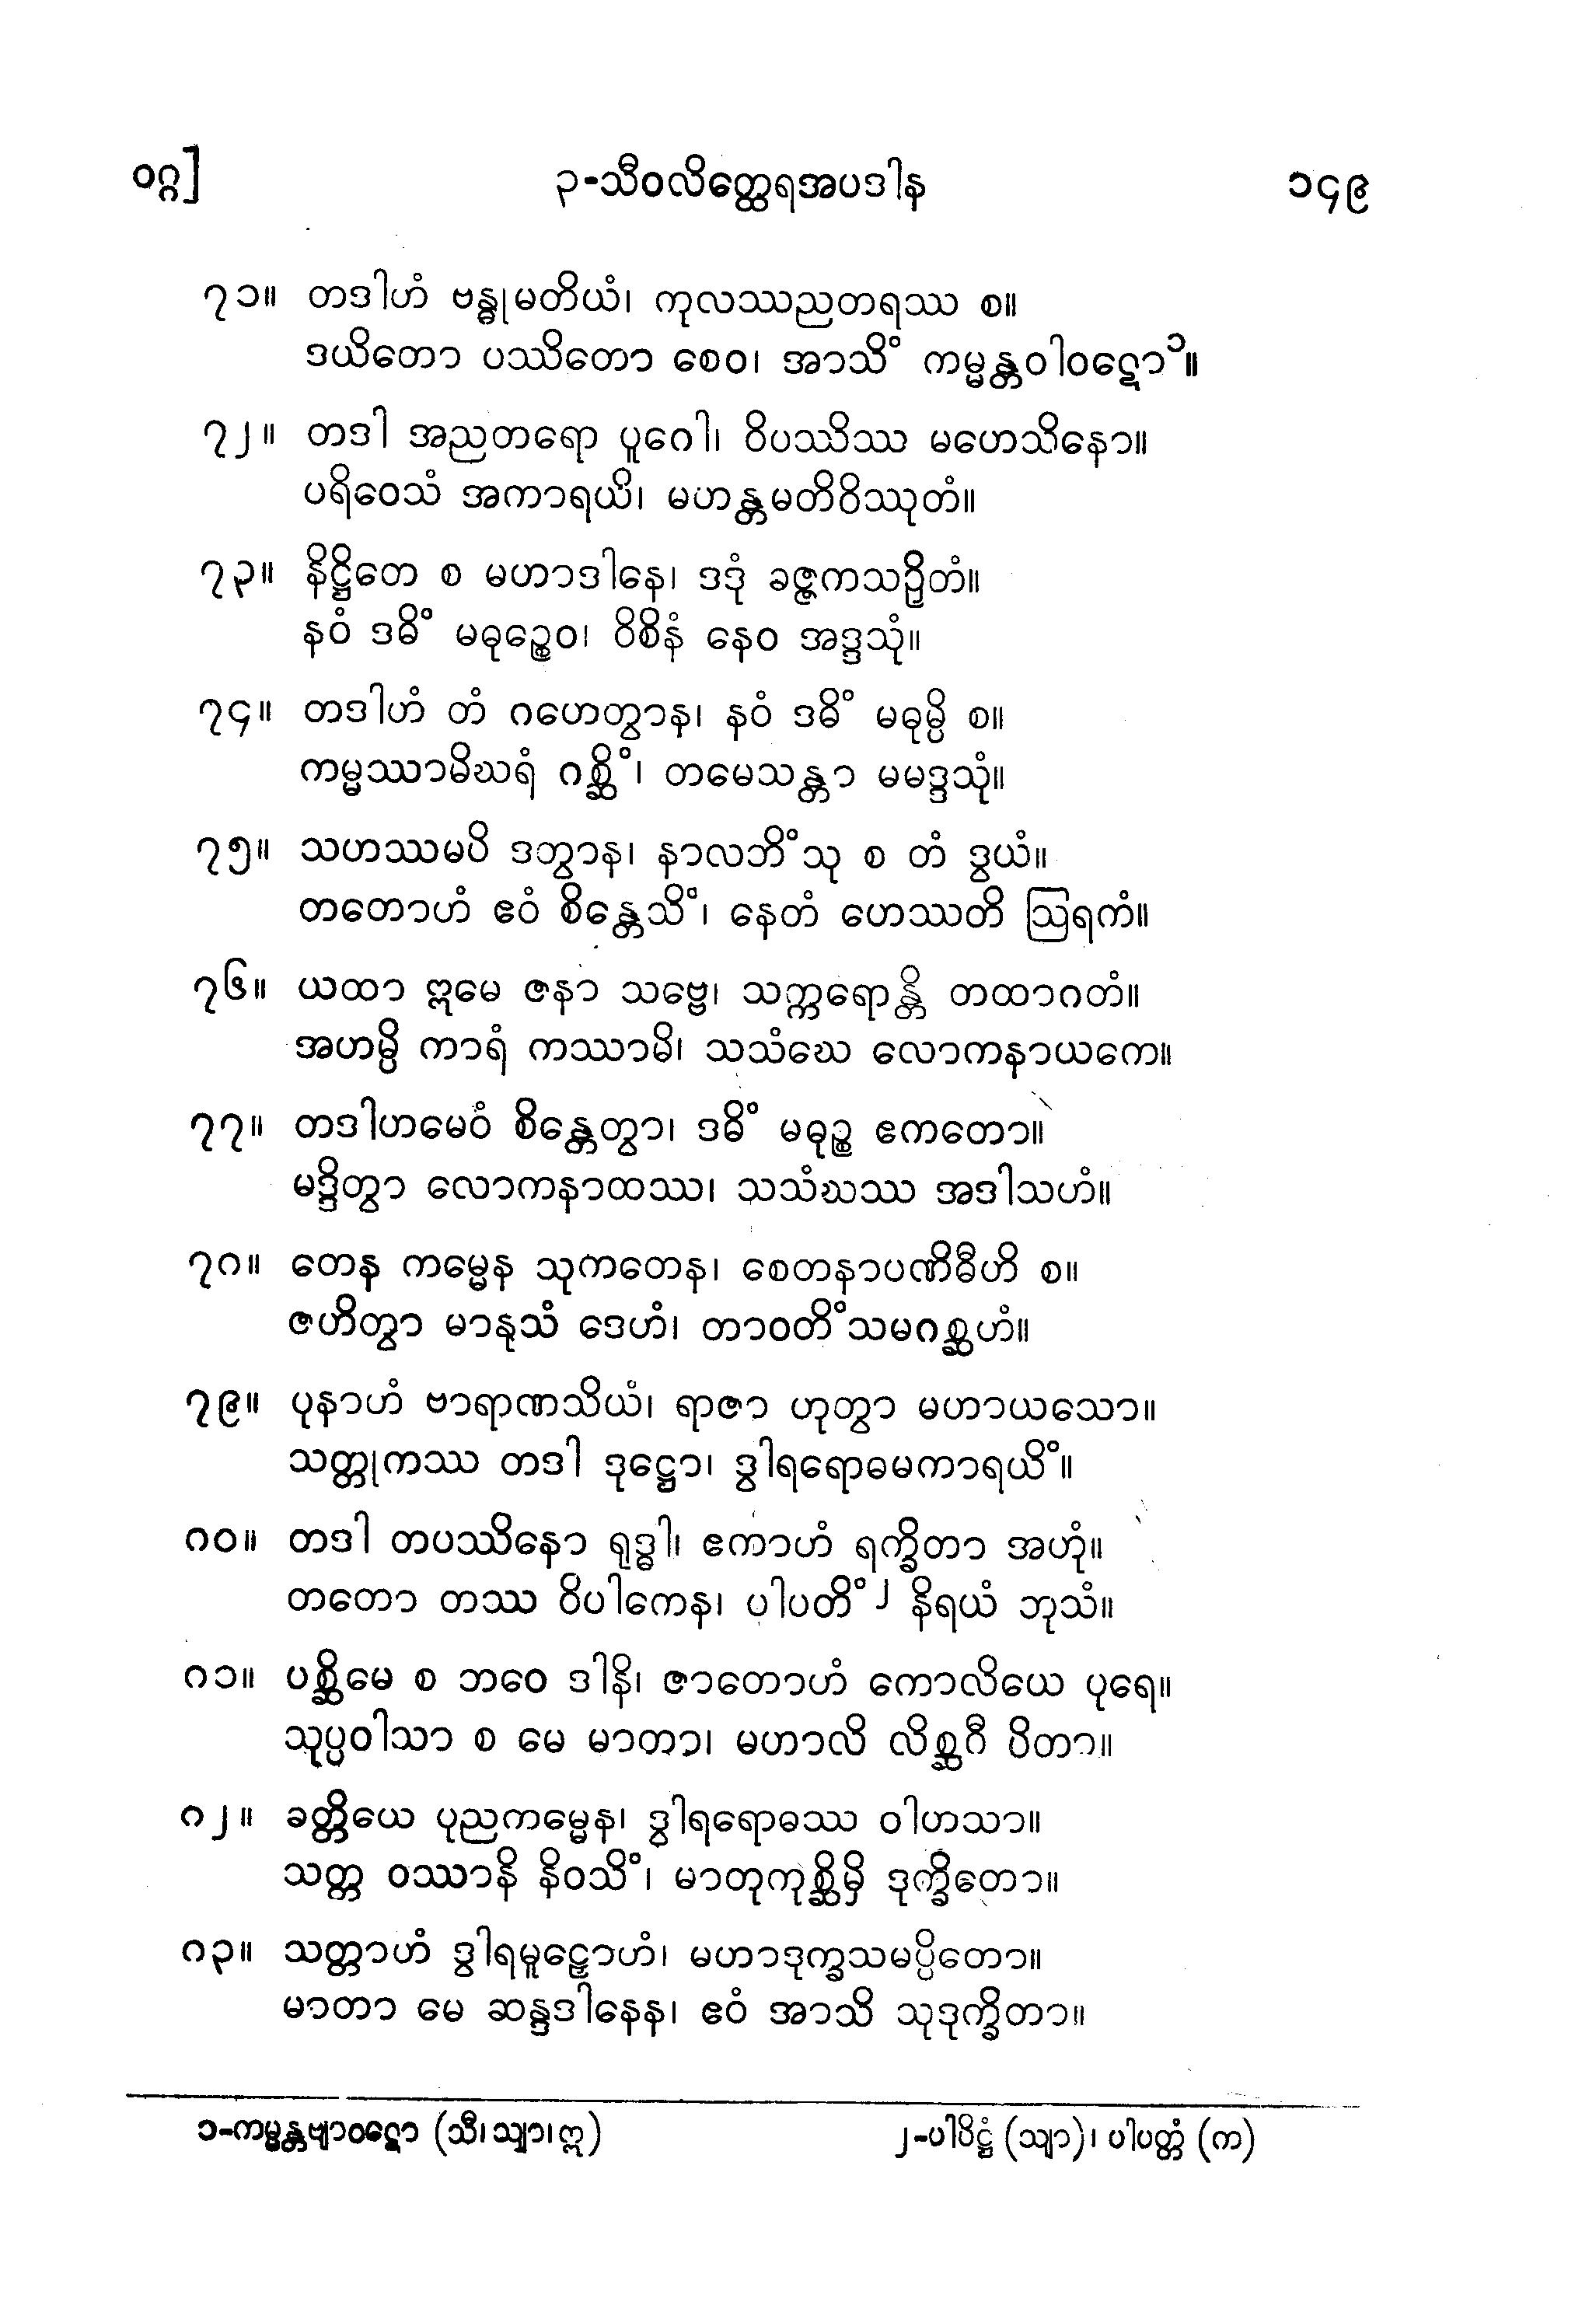 ဝဂ္ဂ] ၃-သီဝလိတ္ထေရအပဒါန ၁၄၉
၇၁။ တဒါဟံ ဗန္ဓုမတိယံ၊ ကုလဿညတရဿ စ။
ဒယိတော ပဿိတော စေဝ၊ အာသိံ ကမ္မန္တဝါဝဋော၁။
၇၂။ တဒါ အညတရော ပူဂေါ၊ ဝိပဿိဿ မဟေသိနော။
ပရိဝေသံ အကာရယိ၊ မဟန္တမတိဝိဿုတံ။
၇၃။ နိဋ္ဌိတေ စ မဟာဒါနေ၊ ဒဒုံ ခဇ္ဇကသဉှိတံ။
နဝံ ဒဓိံ မဓုဉ္စေဝ၊ ဝိစိနံ နေဝ အဒ္ဒသုံ။
၇၄။ တဒါဟံ တံ ဂဟေတွာန၊ နဝံ ဒဓိံ မဓုမ္ပိ စ။
ကမ္မဿာမိဃရံ ဂစ္ဆိံ၊ တမေသန္တာ မမဒ္ဒသုံ။
၇၅။ သဟဿမပိ ဒတွာန၊ နာလဘိံသု စ တံ ဒွယံ။
တတောဟံ ဧဝံ စိန္တေသိံ၊ နေတံ ဟေဿတိ ဩရကံ။
၇၆။ ယထာ ဣမေ ဇနာ သဗ္ဗေ၊ သက္ကရောန္တိ တထာဂတံ။
အဟမ္ပိ ကာရံ ကဿာမိ၊ သသံဃေ လောကနာယကေ။
၇၇။ တဒါဟမေဝံ စိန္တေတွာ၊ ဒဓိံ မဓုဉ္စ ဧကတော။
မဒ္ဒိတွာ လောကနာထဿ၊ သသံဃဿ အဒါသဟံ။
၇၈။ တေန ကမ္မေန သုကတေန၊ စေတနာပဏိဓီဟိ စ။
ဇဟိတွာ မာနုသံ ဒေဟံ၊ တာဝတိံသမဂစ္ဆဟံ။
၇၉။ ပုနာဟံ ဗာရာဏသိယံ၊ ရာဇာ ဟုတွာ မဟာယသော။
သတ္တုကဿ တဒါ ဒုဋ္ဌော၊ ဒွါရရောဓမကာရယိံ။
၈၀။ တဒါ တပဿိနော ရုဒ္ဓါ၊ ဧကာဟံ ရက္ခိတာ အဟုံ။
တတော တဿ ဝိပါကေန၊ ပါပတိံ၂ နိရယံ ဘုသံ။
၈၁။ ပစ္ဆိမေ စ ဘဝေ ဒါနိ၊ ဇာတောဟံ ကောလိယေ ပုရေ။
သုပ္ပဝါသာ စ မေ မာတာ၊ မဟာလိ လိစ္ဆဝီ ပိတာ။
၈၂။ ခတ္တိယေ ပုညကမ္မေန၊ ဒွါရရောဓဿ ဝါဟသာ။
သတ္တ ဝဿာနိ နိဝသိံ၊ မာတုကုစ္ဆိမှိ ဒုက္ခိတော။
၈၃။ သတ္တာဟံ ဒွါရမူဠှောဟံ၊ မဟာဒုက္ခသမပ္ပိတော။
မာတာ မေ ဆန္ဒဒါနေန၊ ဧဝံ အာသိ သုဒုက္ခိတာ။
၁-ကမ္မန္တဗျာဝဋော (သီ၊သျာ၊ဣ) ၂-ပါပိဋ္ဌံ (သျာ)၊ ပါပတ္တံ (က)